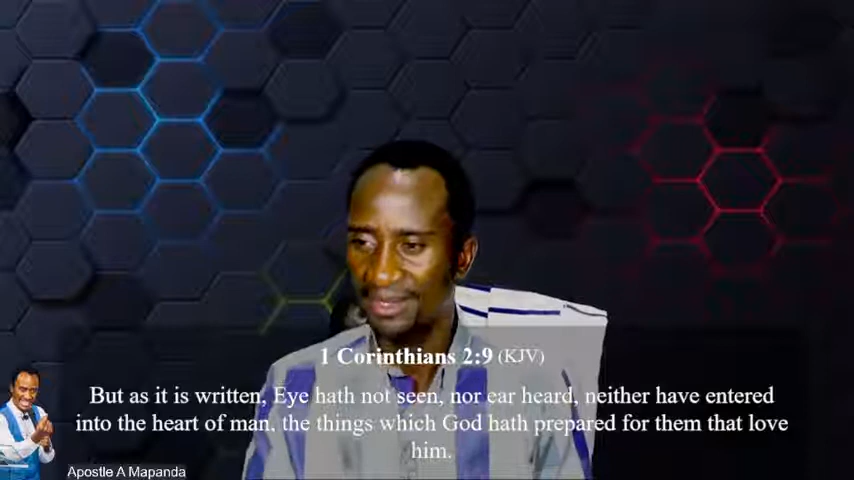 1 Corinthians 2:9 (KJV)
But as it is written, Eye hath not seen, nor ear heard, neither have entered
into the heart of man, the things which God hath prepared for them that love
him.
Apostle A Mapanda